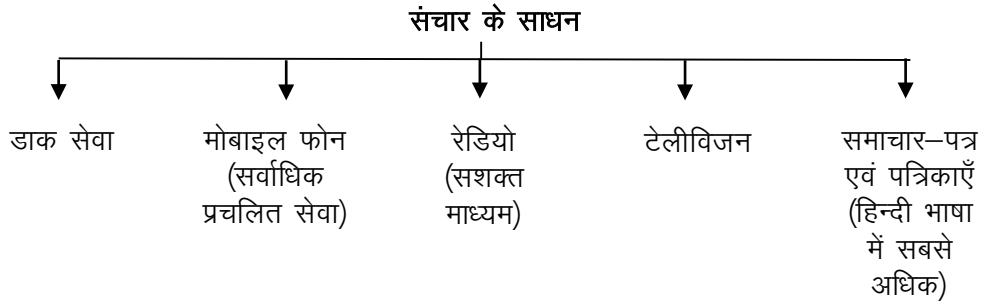 संचार के साधन
डाक सेवा
मोबाइल फोन
(सर्वाधिक
प्रचलित सेवा)
रेडियो
(सशक्त
माध्यम)
टेलीविजन
समाचार–पत्र
एवं पत्रिकाएँ
(हिन्दी भाषा
में सबसे
अधिक)